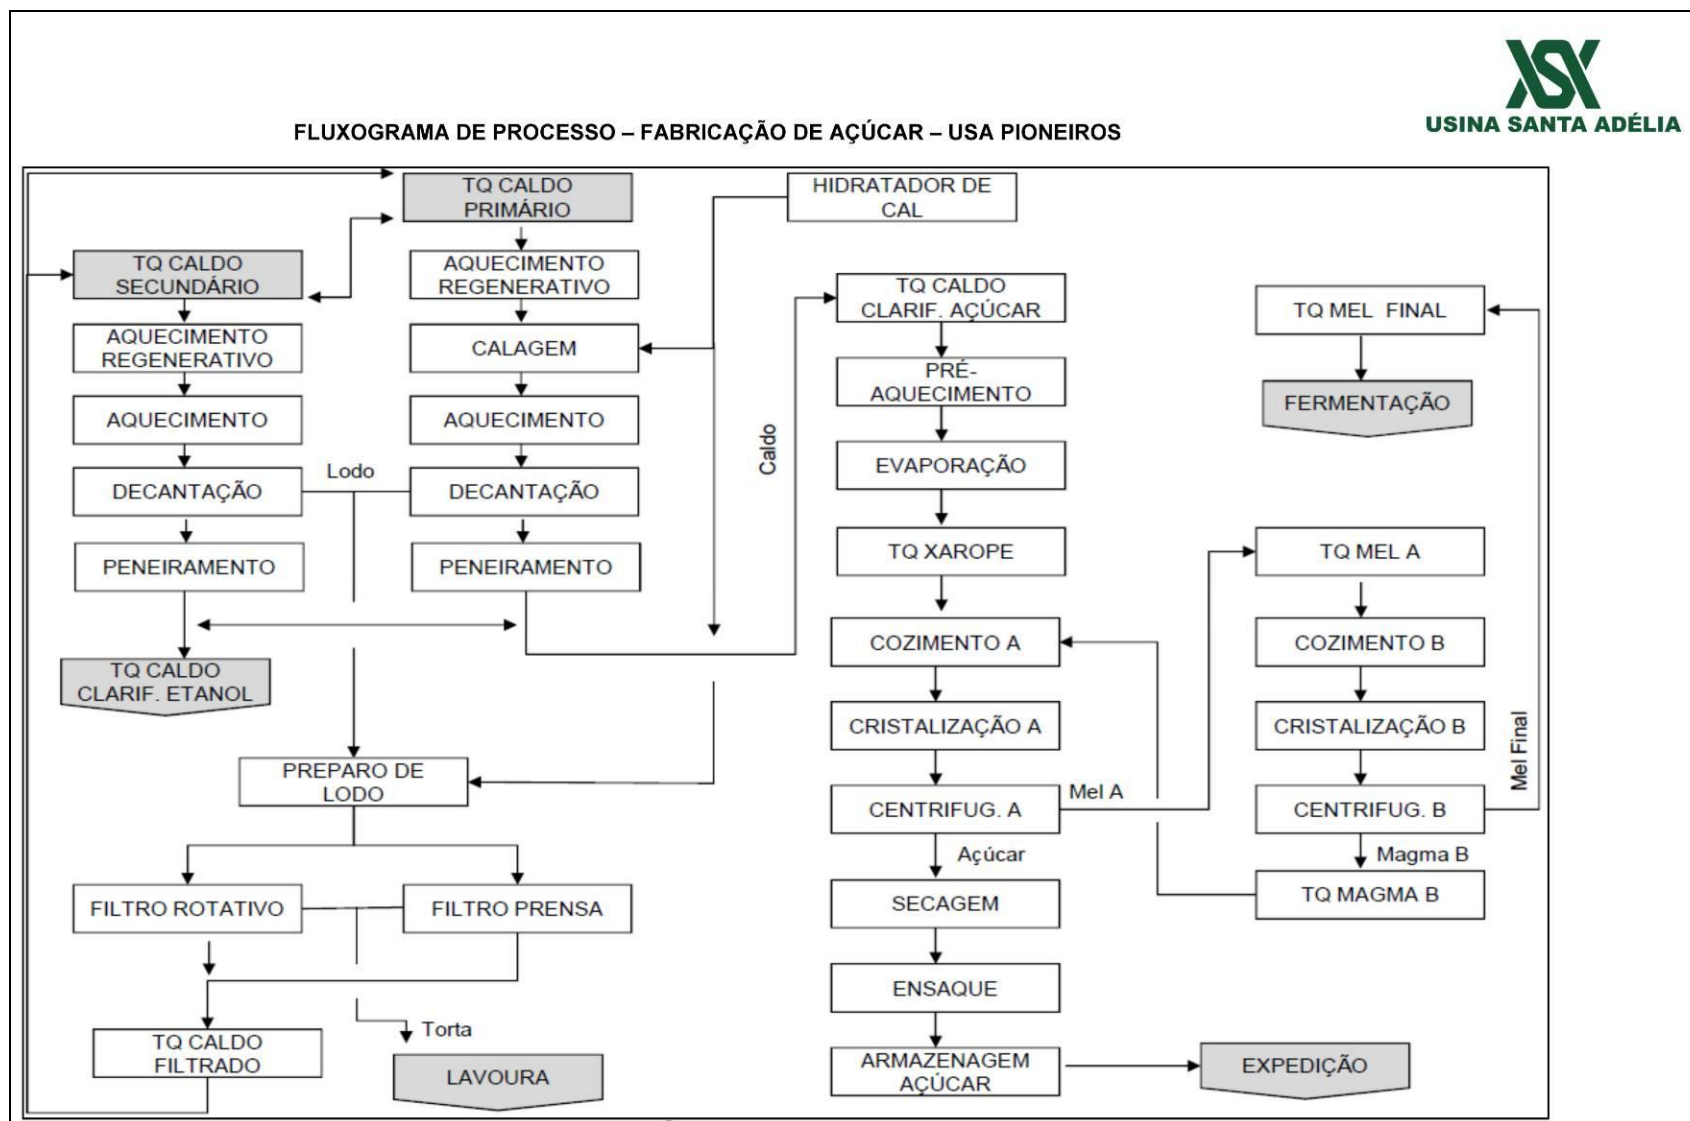 USINA SANTA ADÉLIA
FLUXOGRAMA DE PROCESSO – FABRICAÇÃO DE AÇÚCAR – USA PIONEIROS
TQ CALDO
PRIMÁRIO
HIDRATADOR DE
CAL
TQ CALDO
SECUNDÁRIO
AQUECIMENTO
REGENERATIVO
AQUECIMENTO
REGENERATIVO
CALAGEM
AQUECIMENTO
AQUECIMENTO
Lodo
DECANTAÇÃO
DECANTAÇÃO
PENEIRAMENTO
PENEIRAMENTO
TQ CALDO
CLARIF. ETANOL
PREPARO DE
LODO
FILTRO ROTATIVO
FILTRO PRENSA
TQ CALDO
FILTRADO
Torta
LAVOURA
Caldo
TQ CALDO
CLARIF. AÇÚCAR
PRÉ-
AQUECIMENTO
EVAPORAÇÃO
TQ XAROPE
COZIMENTO A
CRISTALIZAÇÃO A
CENTRIFUG. A
Mel A
Açúcar
SECAGEM
ENSAQUE
ARMAZENAGEM
AÇÚCAR
EXPEDIÇÃO
TQ MEL FINAL
FERMENTAÇÃO
TQ MEL A
COZIMENTO B
CRISTALIZAÇÃO B
CENTRIFUG. B
Mel Final
Magma B
TQ MAGMA B